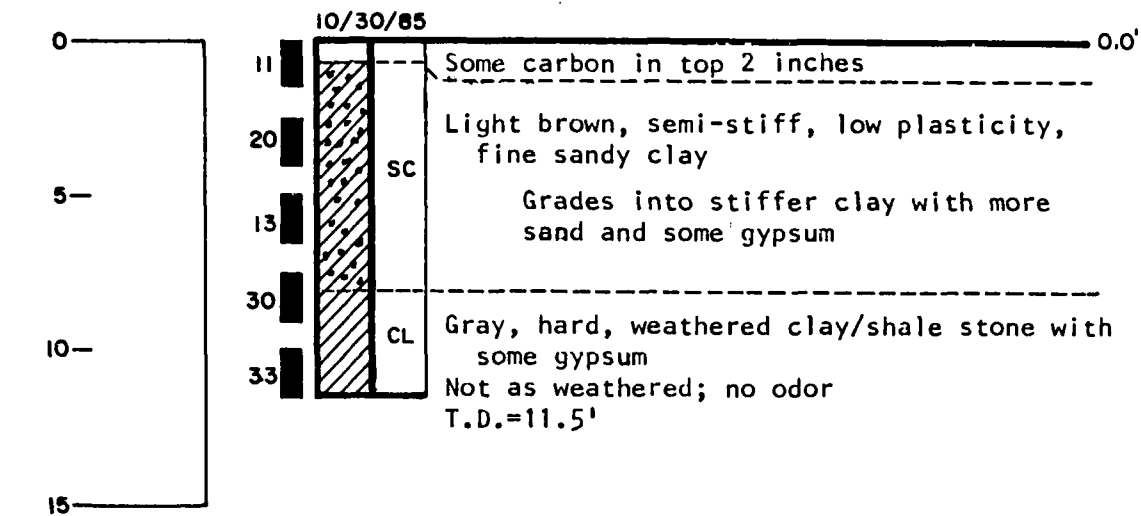 10/30/85
0
0.0'
11
Some carbon in top 2 inches
20
Light brown, semi-stiff, low plasticity,
fine sandy clay
SC
5
Grades into stiffer clay with more
13
sand and some gypsum
30
Gray, hard, weathered clay/shale stone with
CL
10
some gypsum
33
Not as weathered; no odor
T.D.=11.5'
15